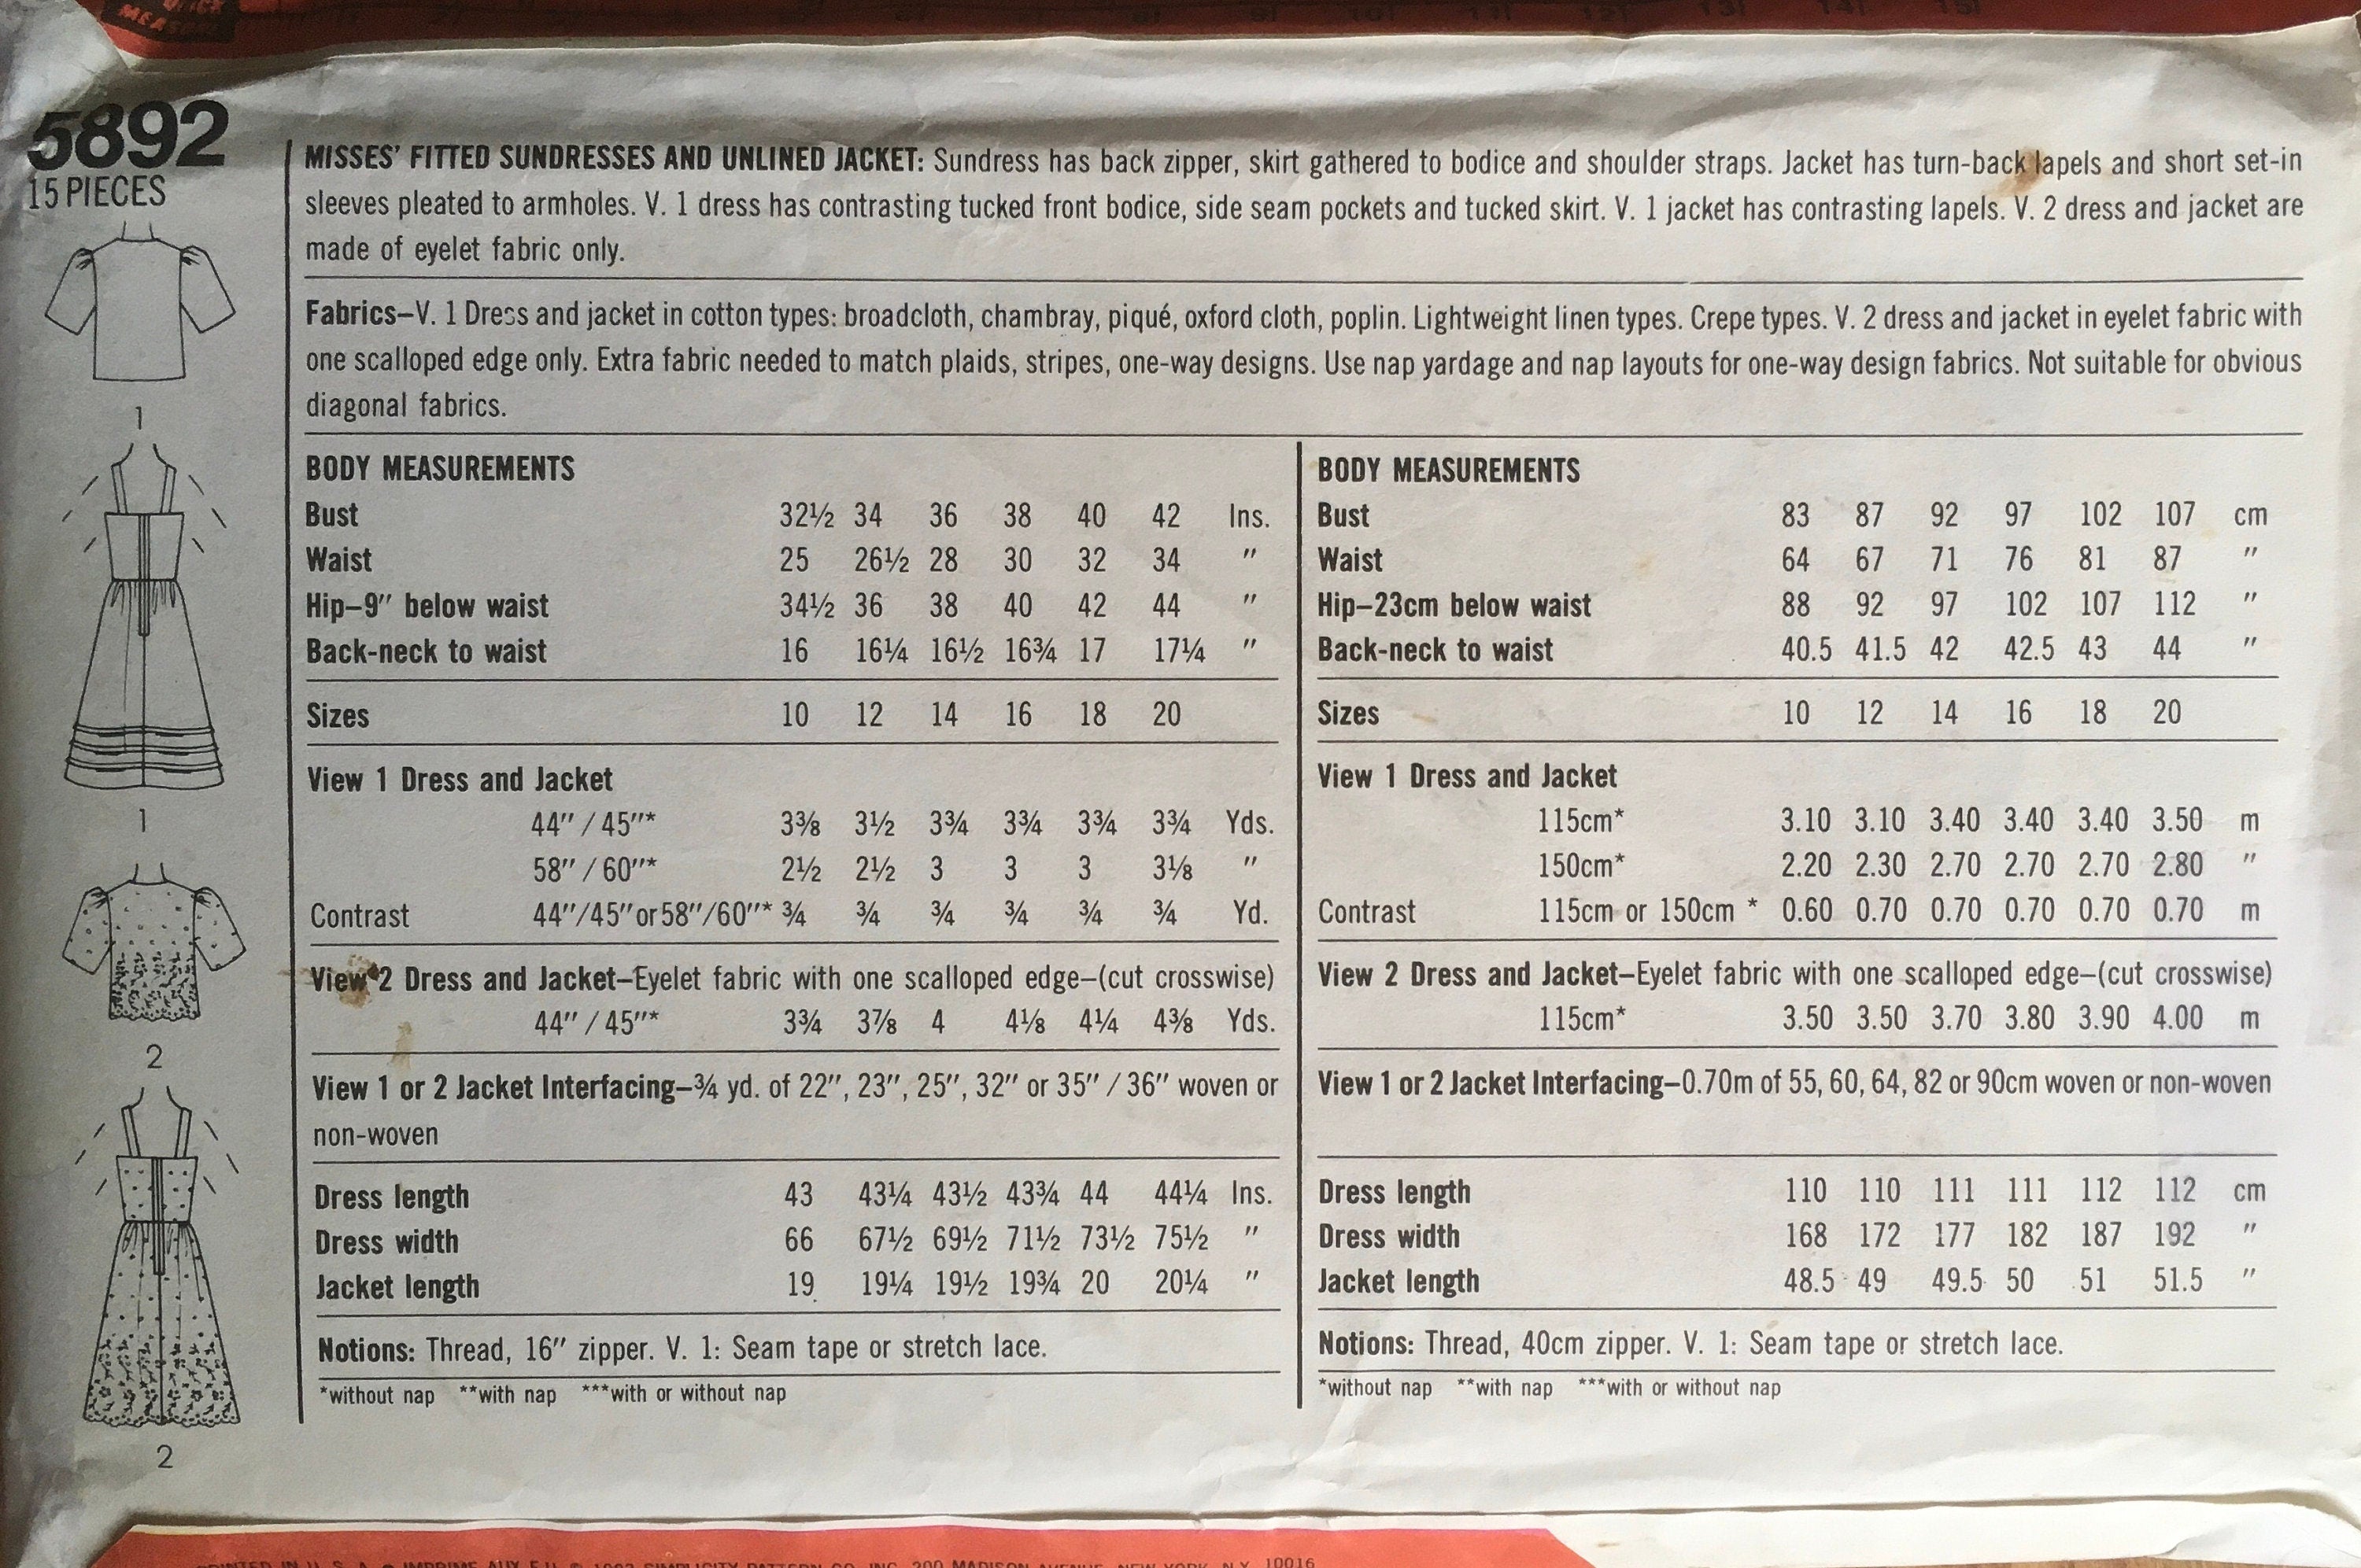 MEASURE
13 14 15
5892
15 PIECES
MISSES' FITTED SUNDRESSES AND UNLINED JACKET: Sundress has back zipper, skirt gathered to bodice and shoulder straps. Jacket has turn-back lapels and short set-in
sleeves pleated to armholes. V. 1 dress has contrasting tucked front bodice, side seam pockets and tucked skirt. V. 1 jacket has contrasting lapels. V. 2 dress and jacket are
made of eyelet fabric only.
Fabrics–V. 1 Dress and jacket in cotton types: broadcloth, chambray, piqué, oxford cloth, poplin. Lightweight linen types. Crepe types. V. 2 dress and jacket in eyelet fabric with
one scalloped edge only. Extra fabric needed to match plaids, stripes, one-way designs. Use nap yardage and nap layouts for one-way design fabrics. Not suitable for obvious
diagonal fabrics.
1
1
2
2
BODY MEASUREMENTS
Bust 32½ 34 36 38 40 42 Ins.
Waist 25 26½ 28 30 32 34 "
Hip–9" below waist 34½ 36 38 40 42 44 "
Back-neck to waist 16 16¼ 16½ 16¾ 17 17¼ "
Sizes 10 12 14 16 18 20
View 1 Dress and Jacket
44" / 45"* 3⅜ 3½ 3¾ 3¾ 3¾ 3¾ Yds.
58" / 60"* 2½ 2½ 3 3 3 3⅛ "
Contrast 44"/45" or 58"/60"* ¾ ¾ ¾ ¾ ¾ ¾ Yd.
View 2 Dress and Jacket–Eyelet fabric with one scalloped edge–(cut crosswise)
44" / 45"* 3¾ 3⅞ 4 4⅛ 4¼ 4⅜ Yds.
View 1 or 2 Jacket Interfacing–¾ yd. of 22", 23", 25", 32" or 35" / 36" woven or
non-woven
Dress length 43 43¼ 43½ 43¾ 44 44¼ Ins.
Dress width 66 67½ 69½ 71½ 73½ 75½ "
Jacket length 19 19¼ 19½ 19¾ 20 20¼ "
Notions: Thread, 16" zipper. V. 1: Seam tape or stretch lace.
*without nap **with nap ***with or without nap
BODY MEASUREMENTS
Bust 83 87 92 97 102 107 cm
Waist 64 67 71 76 81 87 "
Hip–23cm below waist 88 92 97 102 107 112 "
Back-neck to waist 40.5 41.5 42 42.5 43 44 "
Sizes 10 12 14 16 18 20
View 1 Dress and Jacket
115cm* 3.10 3.10 3.40 3.40 3.40 3.50 m
150cm* 2.20 2.30 2.70 2.70 2.70 2.80 "
Contrast 115cm or 150cm * 0.60 0.70 0.70 0.70 0.70 0.70 m
View 2 Dress and Jacket–Eyelet fabric with one scalloped edge–(cut crosswise)
115cm* 3.50 3.50 3.70 3.80 3.90 4.00 m
View 1 or 2 Jacket Interfacing–0.70m of 55, 60, 64, 82 or 90cm woven or non-woven
Dress length 110 110 111 111 112 112 cm
Dress width 168 172 177 182 187 192 "
Jacket length 48.5 49 49.5 50 51 51.5 "
Notions: Thread, 40cm zipper. V. 1: Seam tape or stretch lace.
*without nap **with nap ***with or without nap
PRINTED IN U. S. A. IMPRIME AUX E.U. © SIMPLICITY PATTERN CO. INC. 200 MADISON AVENUE, NEW YORK, N.Y. 10016